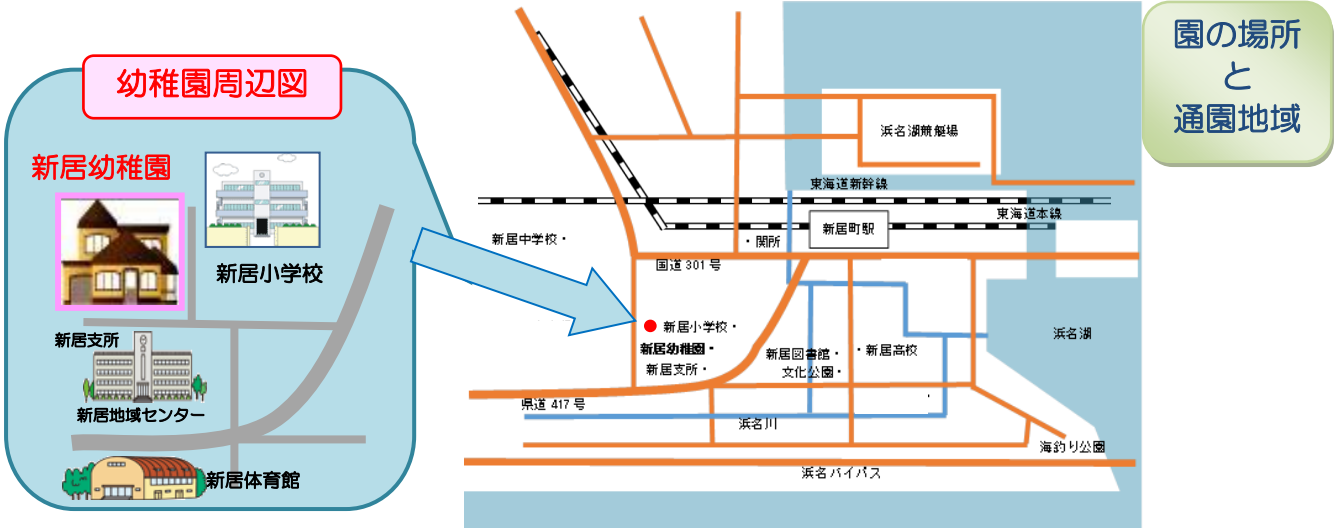 幼稚園周辺図
新居幼稚園
新居小学校
新居支所
新居地域センター
新居体育館
園の場所
と
通園地域
浜名湖競艇場
東海道新幹線
東海道本線
新居中学校・
・関所
新居町駅
国道301号
新居小学校・
新居幼稚園・
新居支所・
浜名湖
新居図書館・
文化公園・
・新居高校
県道417号
浜名川
海釣り公園
浜名バイパス